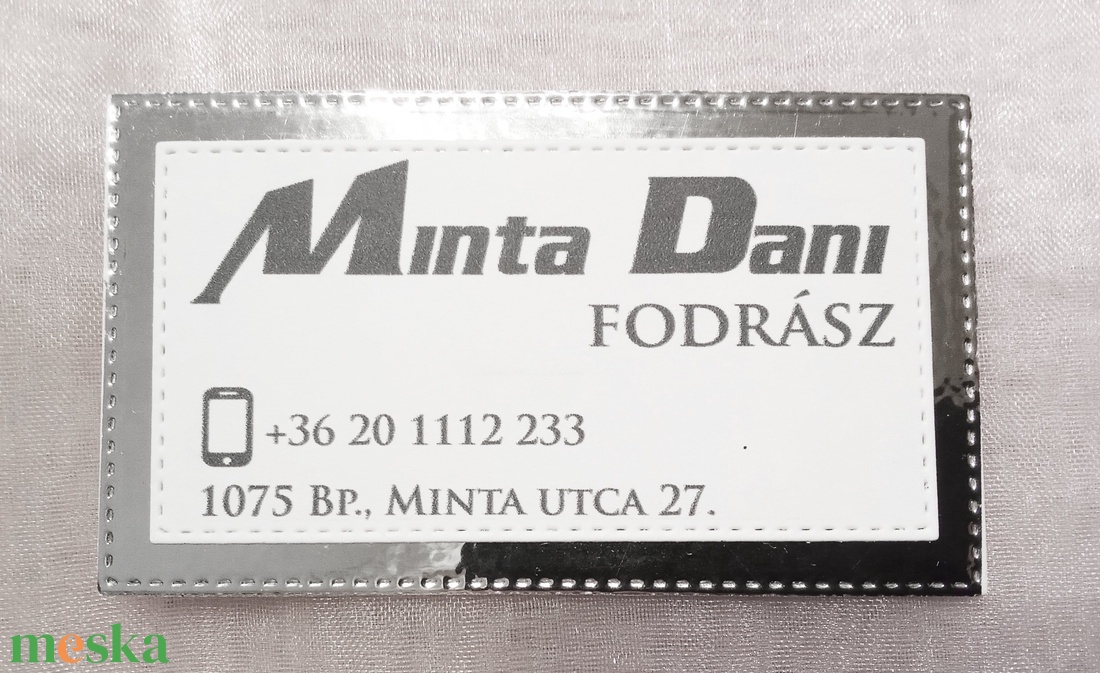 Minta Dani
FODRÁSZ
+36 20 1112 233
1075 Bp., Minta utca 27.
meska